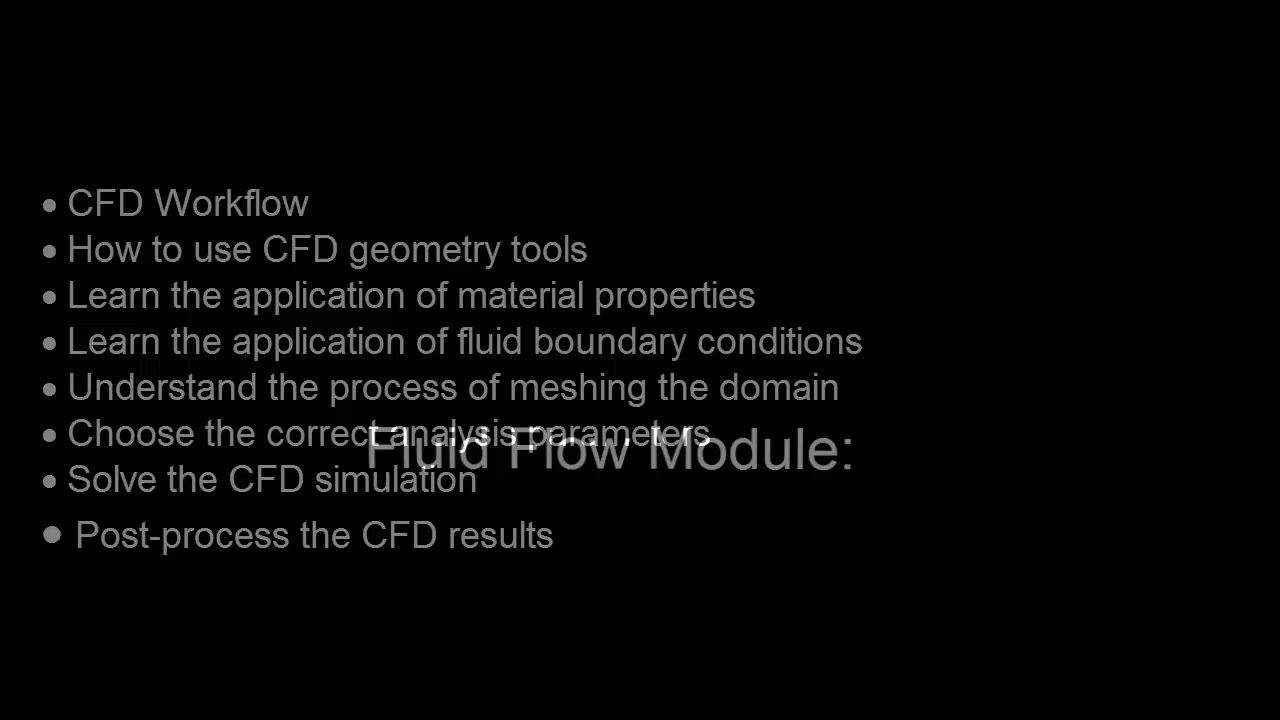 • CFD Workflow
• How to use CFD geometry tools
• Learn the application of material properties
• Learn the application of fluid boundary conditions
• Understand the process of meshing the domain
• Choose the correct analysis parameters
Fluid Flow Module:
• Solve the CFD simulation
• Post-process the CFD results